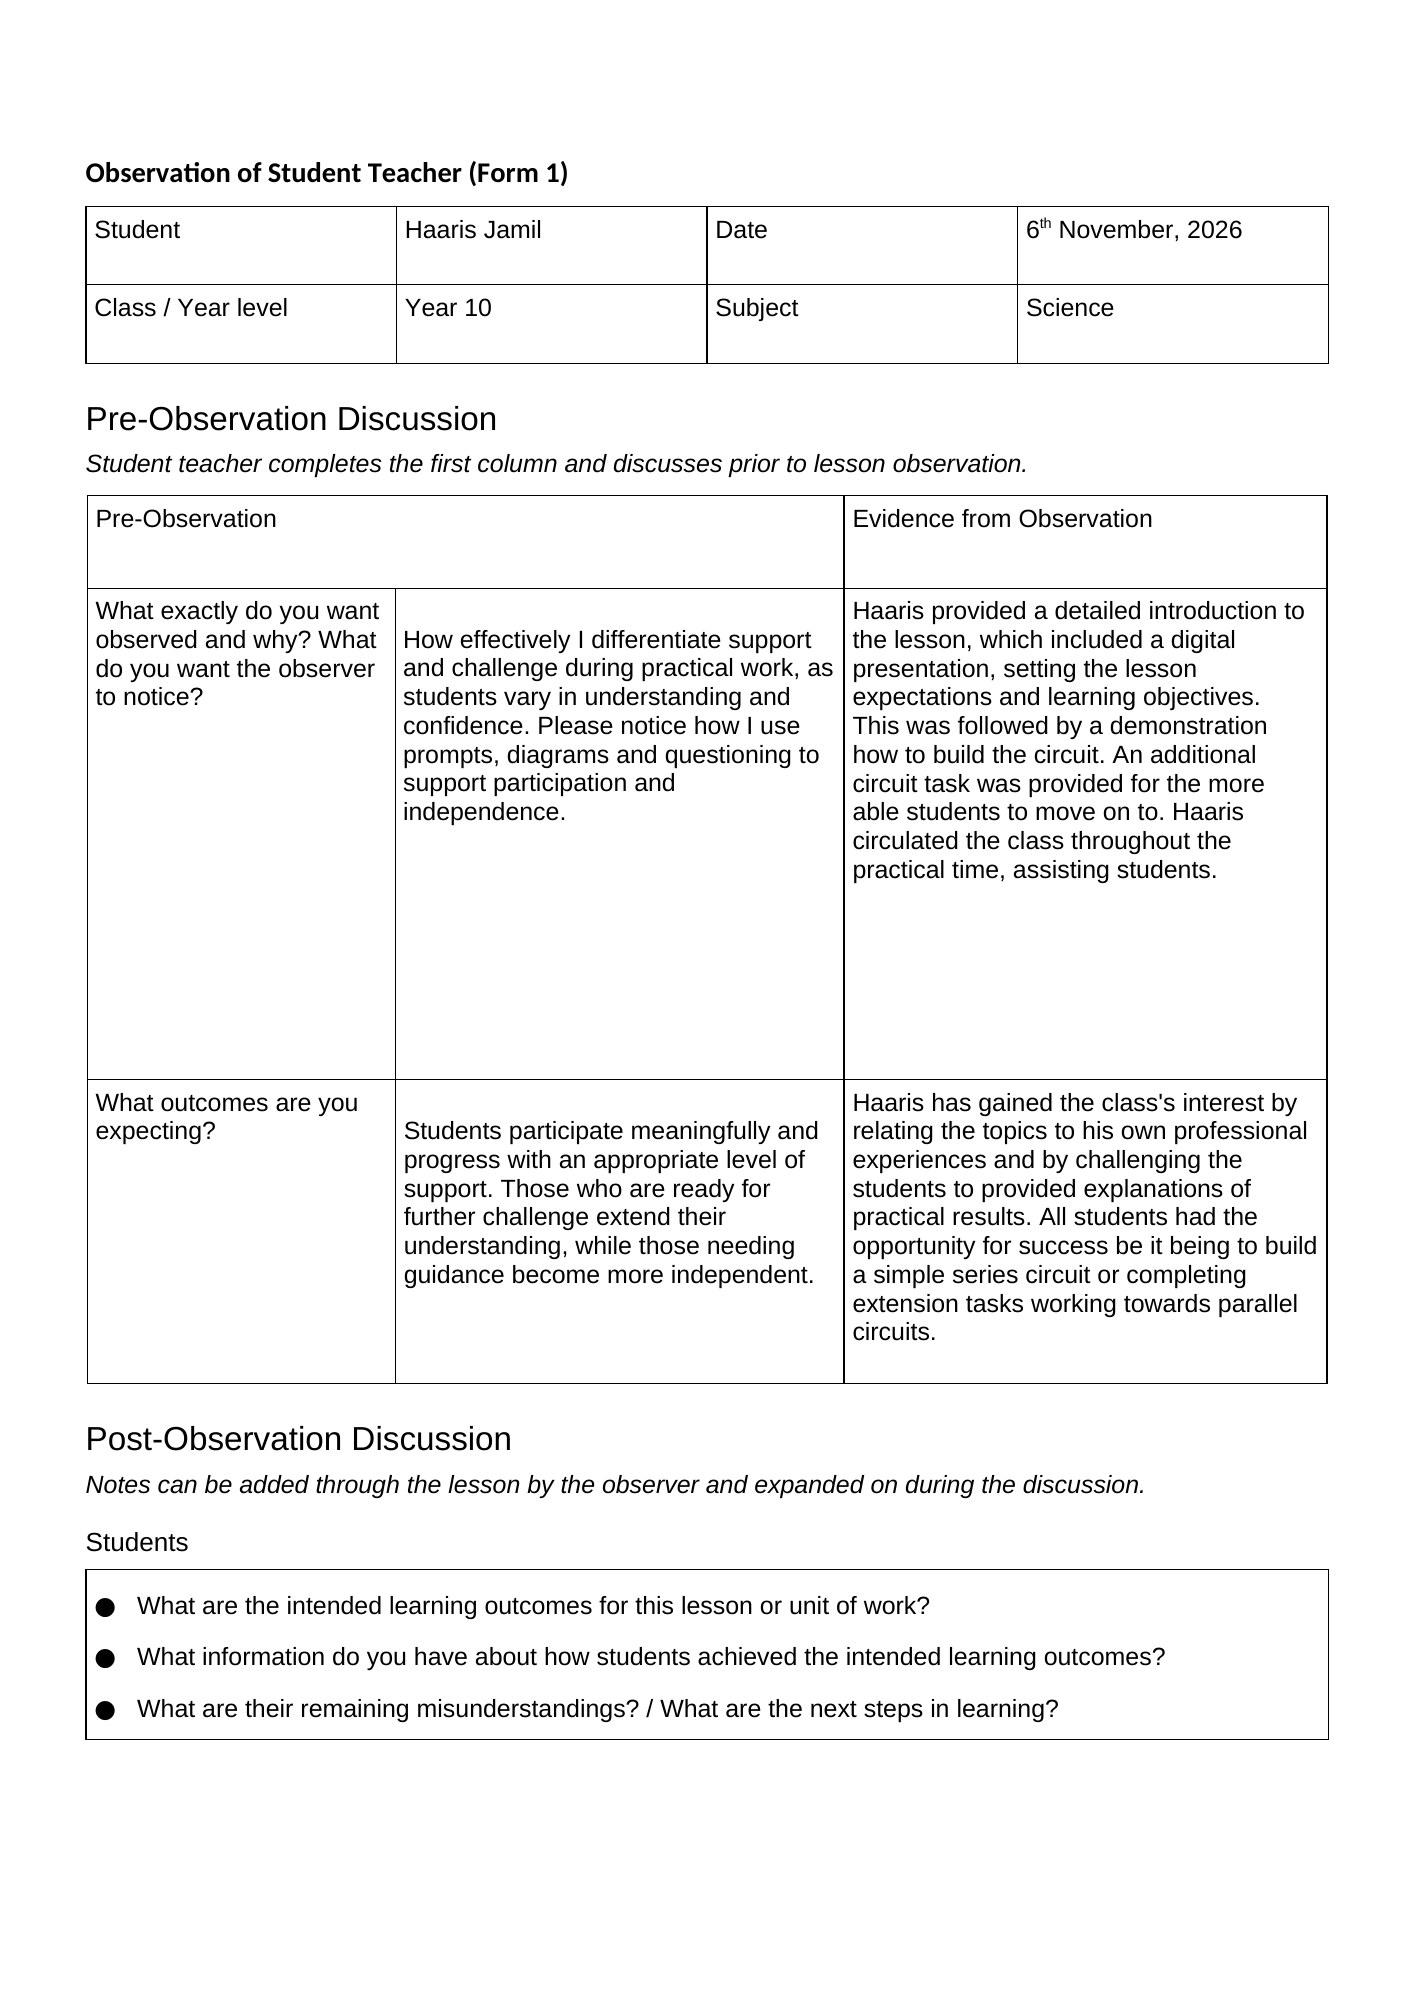 Observation of Student Teacher (Form 1)
Student
Haaris Jamil
Date
6th November, 2026
Class / Year level
Year 10
Subject
Science
Pre-Observation Discussion
Student teacher completes the first column and discusses prior to lesson observation.
Pre-Observation
Evidence from Observation
What exactly do you want
observed and why? What
do you want the observer
to notice?
How effectively I differentiate support
and challenge during practical work, as
students vary in understanding and
confidence. Please notice how I use
prompts, diagrams and questioning to
support participation and
independence.
Haaris provided a detailed introduction to
the lesson, which included a digital
presentation, setting the lesson
expectations and learning objectives.
This was followed by a demonstration
how to build the circuit. An additional
circuit task was provided for the more
able students to move on to. Haaris
circulated the class throughout the
practical time, assisting students.
What outcomes are you
expecting?
Students participate meaningfully and
progress with an appropriate level of
support. Those who are ready for
further challenge extend their
understanding, while those needing
guidance become more independent.
Haaris has gained the class's interest by
relating the topics to his own professional
experiences and by challenging the
students to provided explanations of
practical results. All students had the
opportunity for success be it being to build
a simple series circuit or completing
extension tasks working towards parallel
circuits.
Post-Observation Discussion
Notes can be added through the lesson by the observer and expanded on during the discussion.
Students
● What are the intended learning outcomes for this lesson or unit of work?
● What information do you have about how students achieved the intended learning outcomes?
● What are their remaining misunderstandings? / What are the next steps in learning?